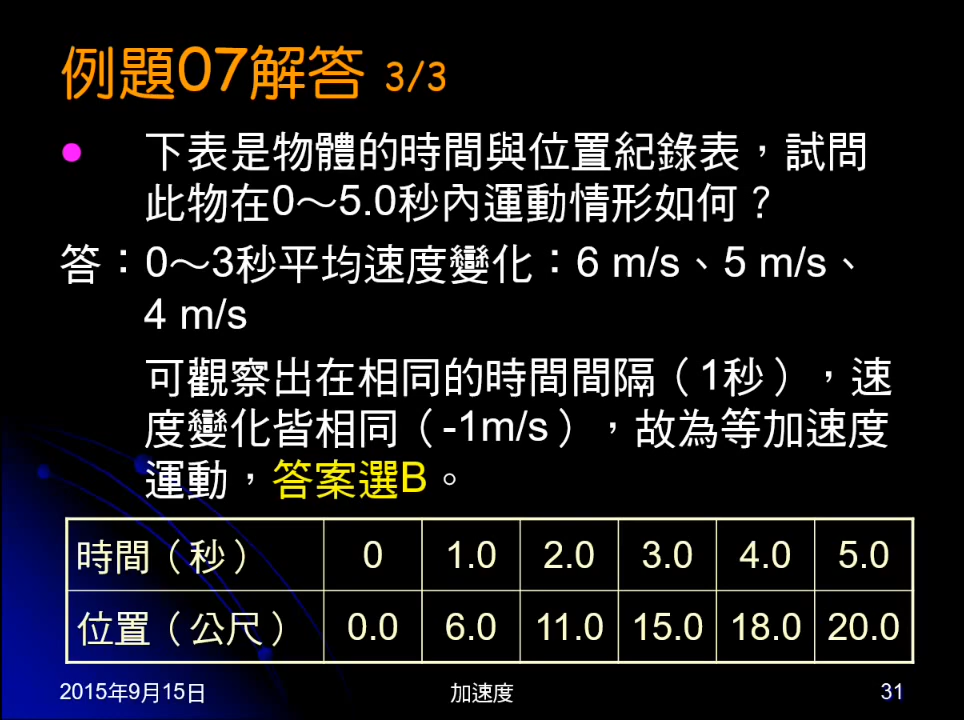 例題07解答 3/3
● 下表是物體的時間與位置紀錄表，試問
此物在0～5.0秒內運動情形如何？
答：0～3秒平均速度變化：6 m/s、5 m/s、
4 m/s
可觀察出在相同的時間間隔（1秒），速
度變化皆相同（-1m/s），故為等加速度
運動，答案選B。
時間（秒） 0 1.0 2.0 3.0 4.0 5.0
位置（公尺） 0.0 6.0 11.0 15.0 18.0 20.0
2015年9月15日 加速度 31